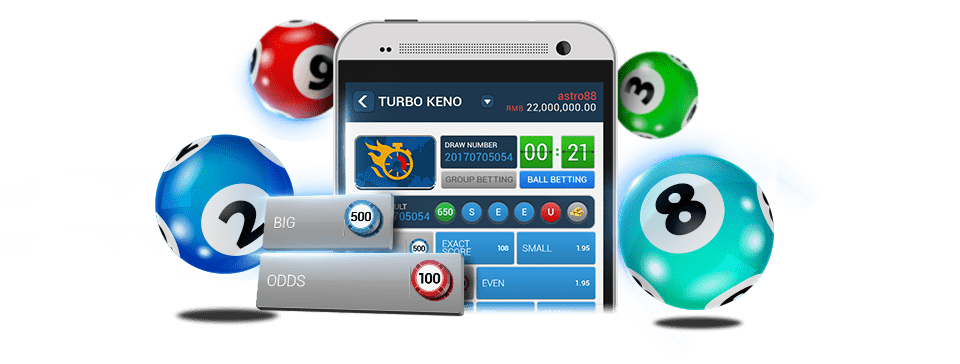 9
3
TURBO KENO
astro88
RMB 22,000,000.00
DRAW NUMBER
20170705054
00 : 21
GROUP BETTING
BALL BETTING
2
8
BIG
500
705054
650
S
E
E
U
500
EXACT
SCORE
108
SMALL
1.95
ODDS
100
EVEN
1.95